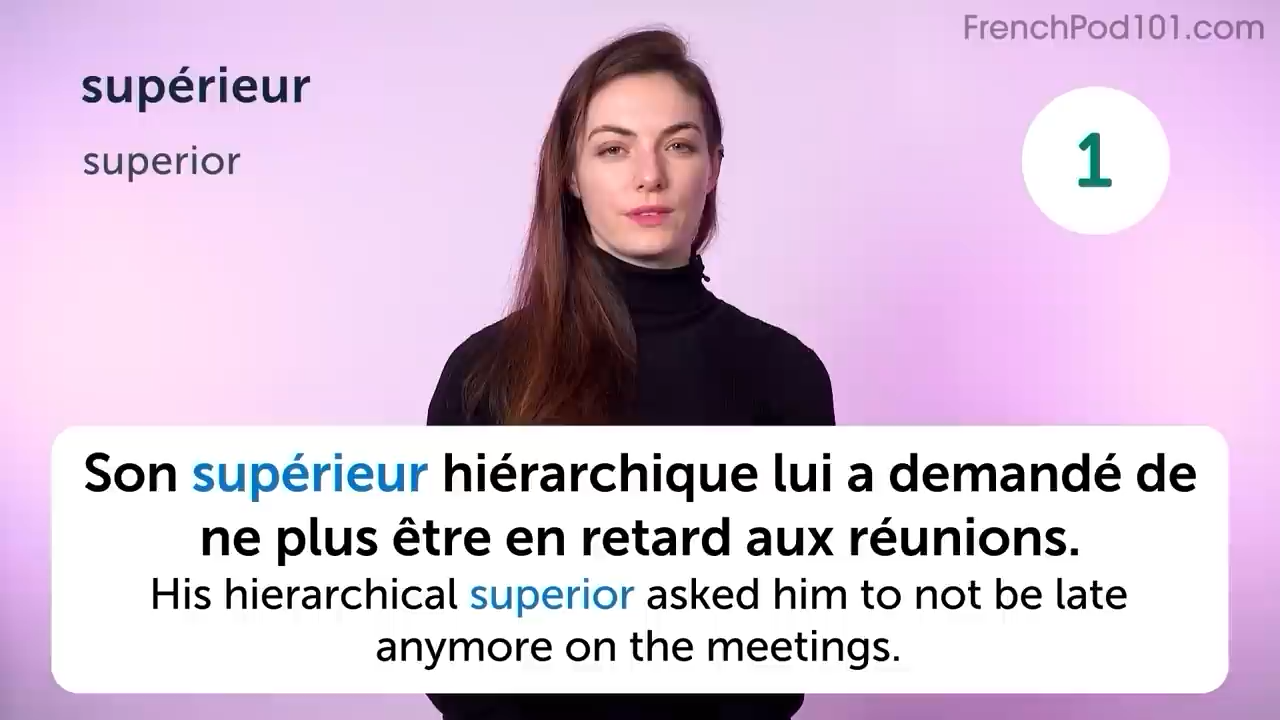 FrenchPod101.com
supérieur
superior
1
Son supérieur hiérarchique lui a demandé de
ne plus être en retard aux réunions.
His hierarchical superior asked him to not be late
anymore on the meetings.